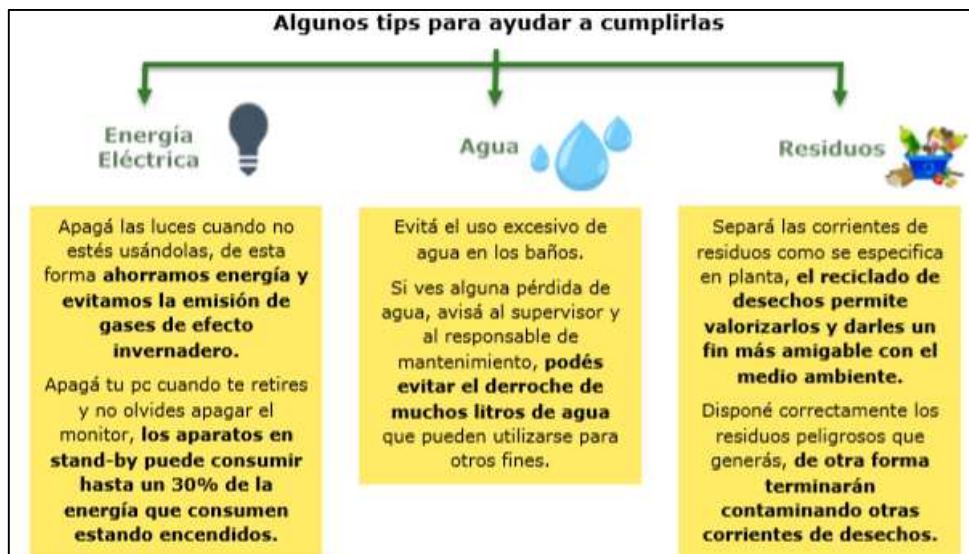 Algunos tips para ayudar a cumplirlas
Energía
Eléctrica
Apagá las luces cuando no
estés usándolas, de esta
forma ahorramos energía y
evitamos la emisión de
gases de efecto
invernadero.
Apagá tu pc cuando te retires
y no olvides apagar el
monitor, los aparatos en
stand-by puede consumir
hasta un 30% de la
energía que consumen
estando encendidos.
Agua
Evitá el uso excesivo de
agua en los baños.
Si ves alguna pérdida de
agua, avisá al supervisor y
al responsable de
mantenimiento, podés
evitar el derroche de
muchos litros de agua
que pueden utilizarse para
otros fines.
Residuos
Separá las corrientes de
residuos como se especifica
en planta, el reciclado de
desechos permite
valorizarlos y darles un
fin más amigable con el
medio ambiente.
Disponé correctamente los
residuos peligrosos que
generás, de otra forma
terminarán
contaminando otras
corrientes de desechos.